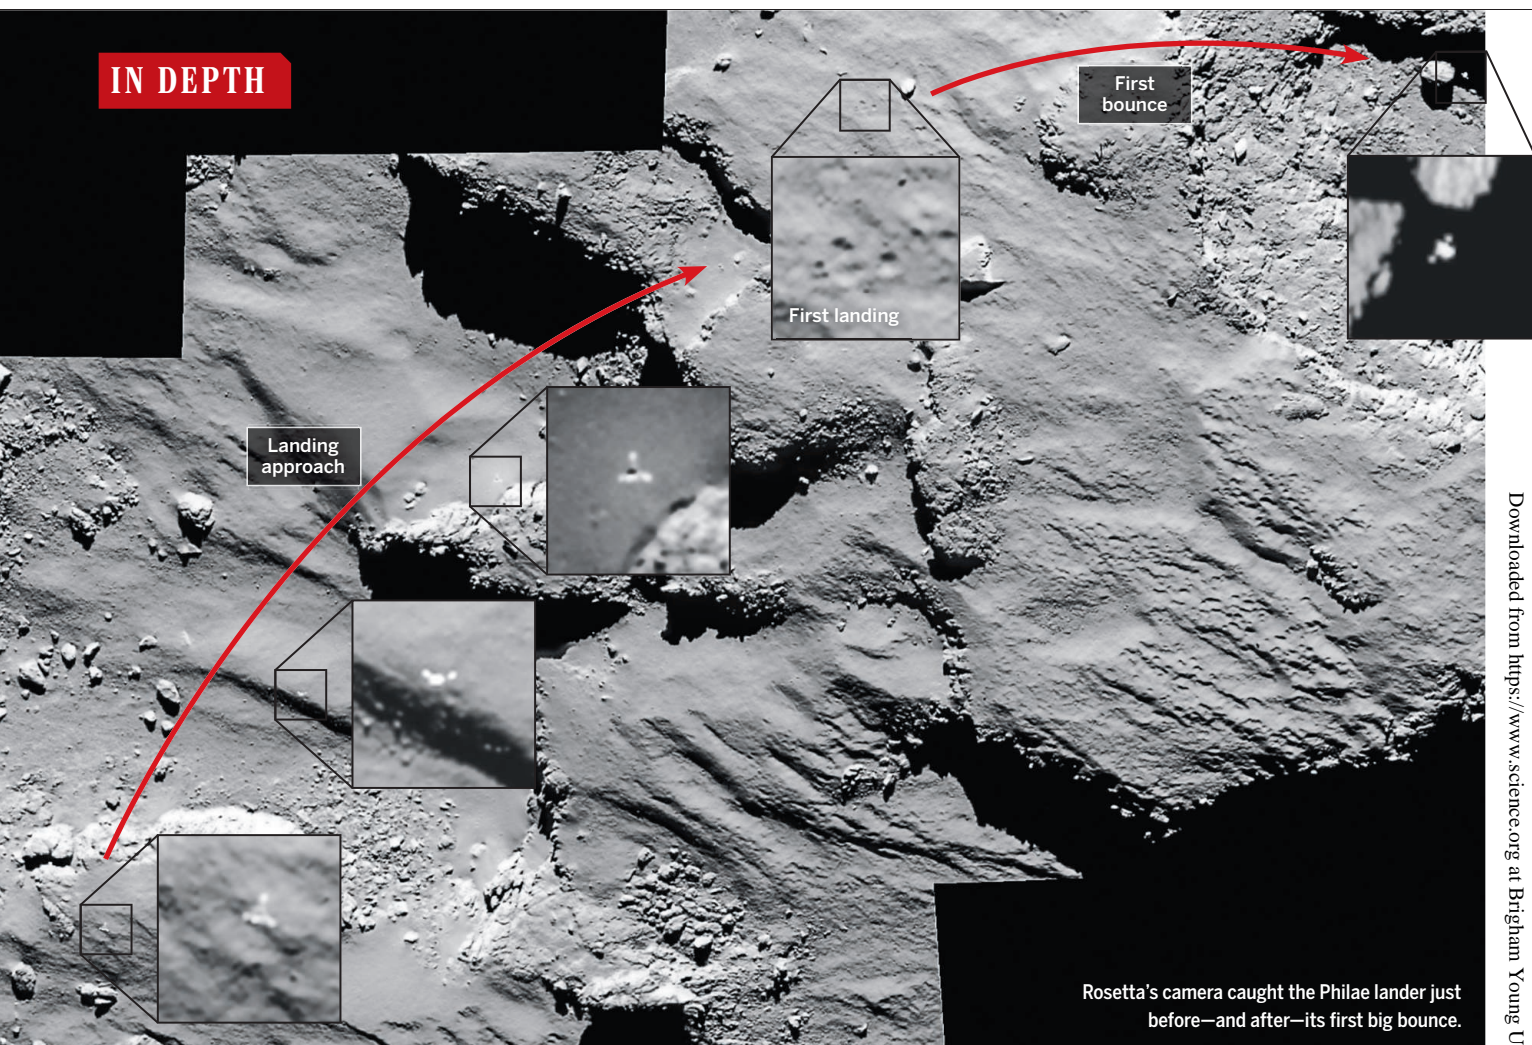 IN DEPTH
First
bounce
First landing
Landing
approach
Rosetta’s camera caught the Philae lander just
before—and after—its first big bounce.
Downloaded from https://www.science.org at Brigham Young U